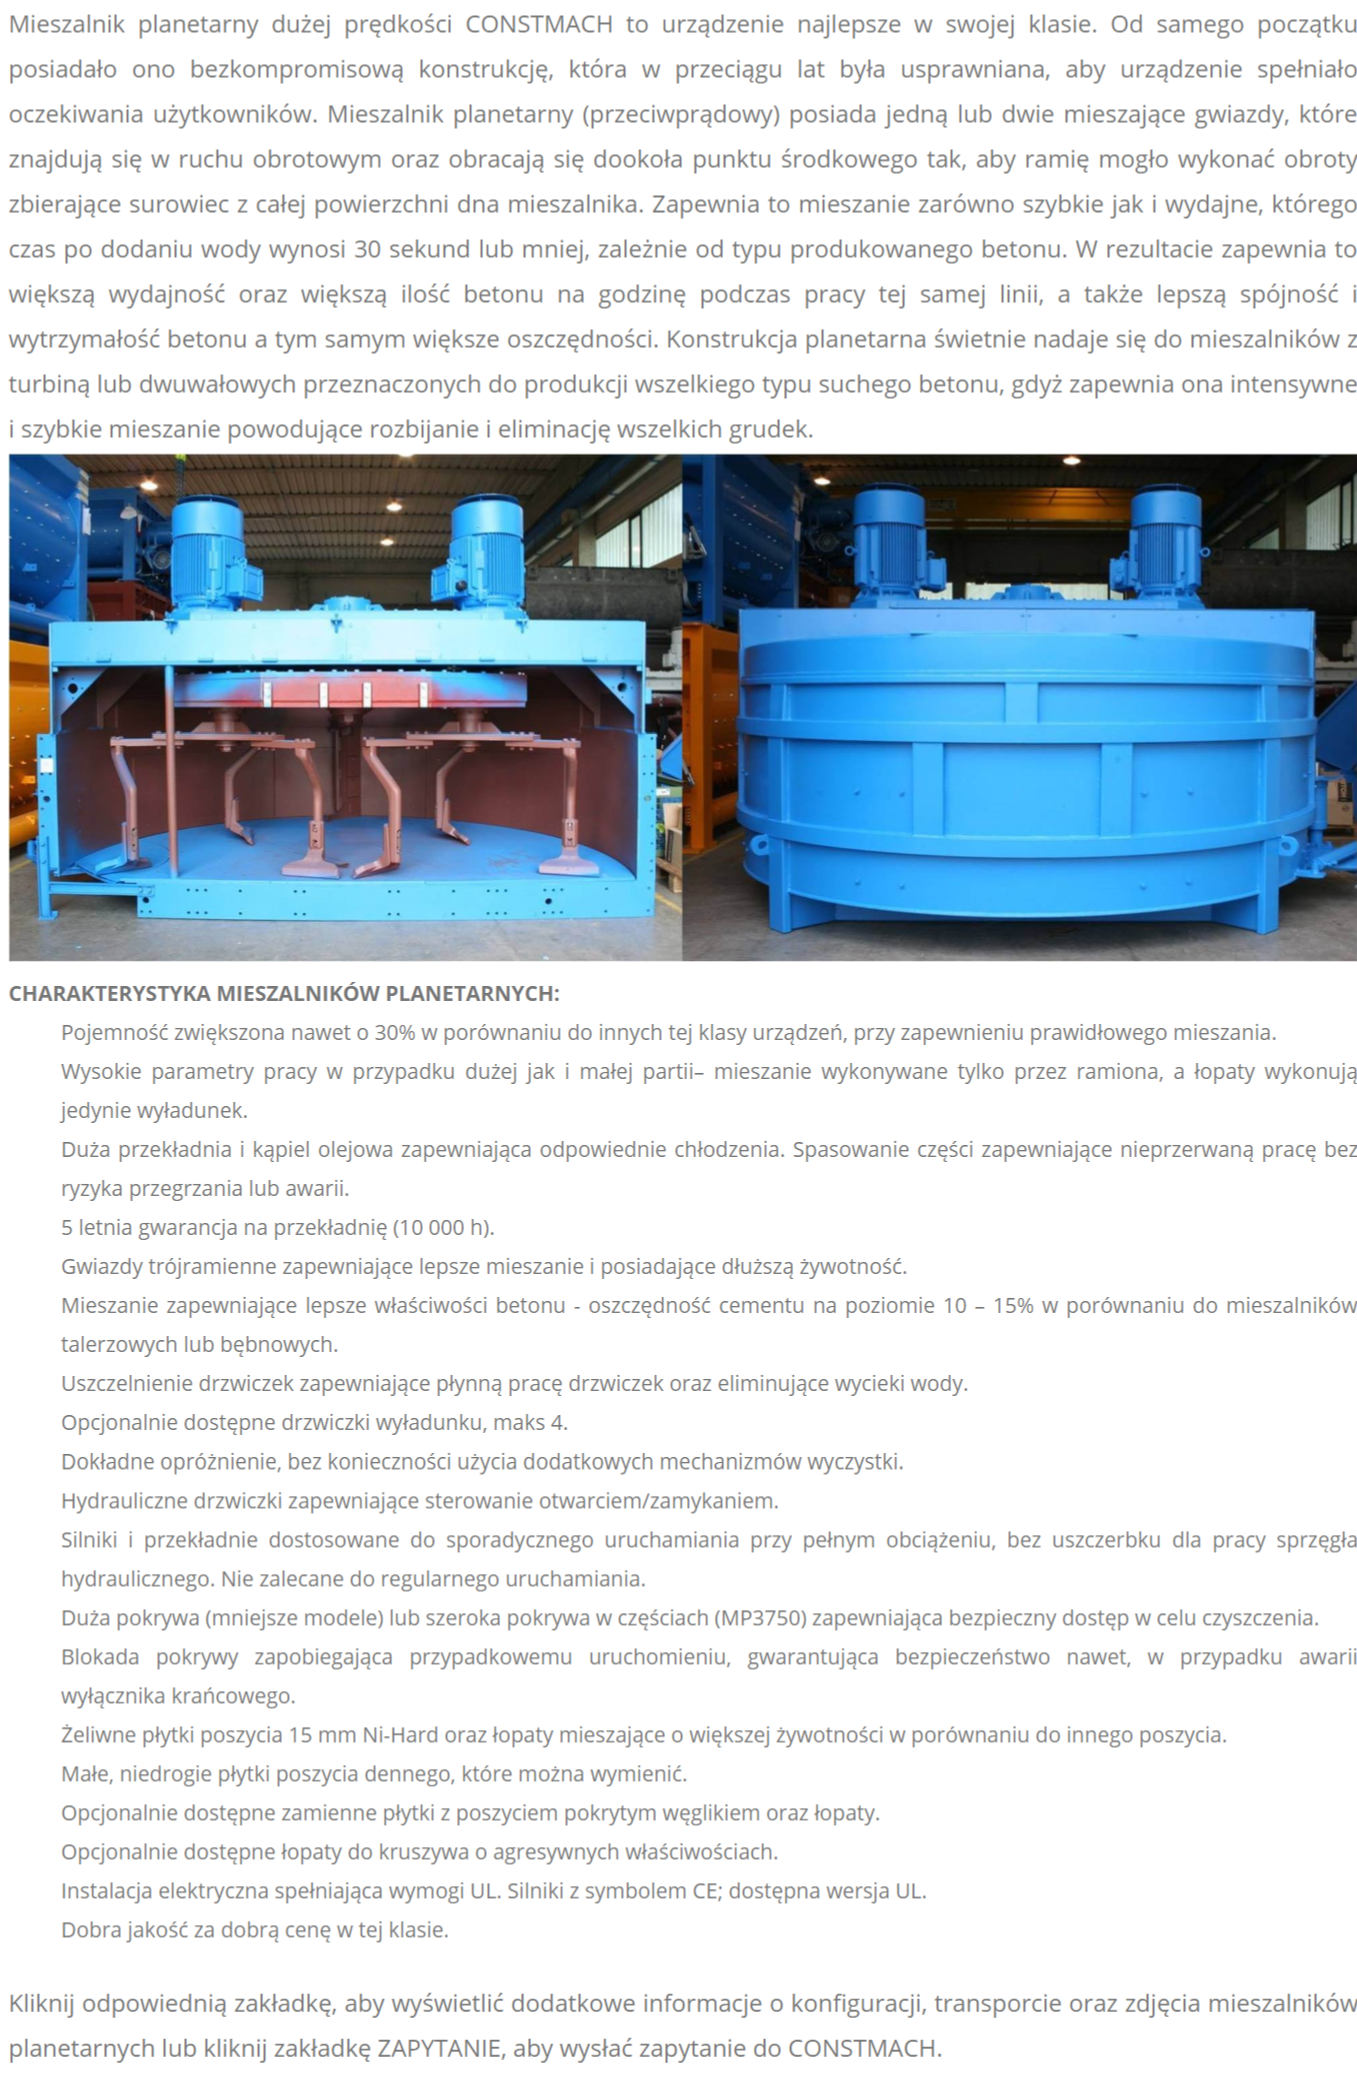 Mieszalnik planetarny dużej prędkości CONSTMACH to urządzenie najlepsze w swojej klasie. Od samego początku
posiadało ono bezkompromisową konstrukcję, która w przeciągu lat była usprawniana, aby urządzenie spełniało
oczekiwania użytkowników. Mieszalnik planetarny (przeciwprądowy) posiada jedną lub dwie mieszające gwiazdy, które
znajdują się w ruchu obrotowym oraz obracają się dookoła punktu środkowego tak, aby ramię mogło wykonać obroty
zbierające surowiec z całej powierzchni dna mieszalnika. Zapewnia to mieszanie zarówno szybkie jak i wydajne, którego
czas po dodaniu wody wynosi 30 sekund lub mniej, zależnie od typu produkowanego betonu. W rezultacie zapewnia to
większą wydajność oraz większą ilość betonu na godzinę podczas pracy tej samej linii, a także lepszą spójność i
wytrzymałość betonu a tym samym większe oszczędności. Konstrukcja planetarna świetnie nadaje się do mieszalników z
turbiną lub dwuwałowych przeznaczonych do produkcji wszelkiego typu suchego betonu, gdyż zapewnia ona intensywne
i szybkie mieszanie powodujące rozbijanie i eliminację wszelkich grudek.
CHARAKTERYSTYKA MIESZALNIKÓW PLANETARNYCH:
Pojemność zwiększona nawet o 30% w porównaniu do innych tej klasy urządzeń, przy zapewnieniu prawidłowego mieszania.
Wysokie parametry pracy w przypadku dużej jak i małej partii– mieszanie wykonywane tylko przez ramiona, a łopaty wykonują
jedynie wyładunek.
Duża przekładnia i kąpiel olejowa zapewniająca odpowiednie chłodzenia. Spasowanie części zapewniające nieprzerwaną pracę bez
ryzyka przegrzania lub awarii.
5 letnia gwarancja na przekładnię (10 000 h).
Gwiazdy trójramienne zapewniające lepsze mieszanie i posiadające dłuższą żywotność.
Mieszanie zapewniające lepsze właściwości betonu - oszczędność cementu na poziomie 10 – 15% w porównaniu do mieszalników
talerzowych lub bębnowych.
Uszczelnienie drzwiczek zapewniające płynną pracę drzwiczek oraz eliminujące wycieki wody.
Opcjonalnie dostępne drzwiczki wyładunku, maks 4.
Dokładne opróżnienie, bez konieczności użycia dodatkowych mechanizmów wyczystki.
Hydrauliczne drzwiczki zapewniające sterowanie otwarciem/zamykaniem.
Silniki i przekładnie dostosowane do sporadycznego uruchamiania przy pełnym obciążeniu, bez uszczerbku dla pracy sprzęgła
hydraulicznego. Nie zalecane do regularnego uruchamiania.
Duża pokrywa (mniejsze modele) lub szeroka pokrywa w częściach (MP3750) zapewniająca bezpieczny dostęp w celu czyszczenia.
Blokada pokrywy zapobiegająca przypadkowemu uruchomieniu, gwarantująca bezpieczeństwo nawet, w przypadku awarii
wyłącznika krańcowego.
Żeliwne płytki poszycia 15 mm Ni-Hard oraz łopaty mieszające o większej żywotności w porównaniu do innego poszycia.
Małe, niedrogie płytki poszycia dennego, które można wymienić.
Opcjonalnie dostępne zamienne płytki z poszyciem pokrytym węglikiem oraz łopaty.
Opcjonalnie dostępne łopaty do kruszywa o agresywnych właściwościach.
Instalacja elektryczna spełniająca wymogi UL. Silniki z symbolem CE; dostępna wersja UL.
Dobra jakość za dobrą cenę w tej klasie.
Kliknij odpowiednią zakładkę, aby wyświetlić dodatkowe informacje o konfiguracji, transporcie oraz zdjęcia mieszalników
planetarnych lub kliknij zakładkę ZAPYTANIE, aby wysłać zapytanie do CONSTMACH.